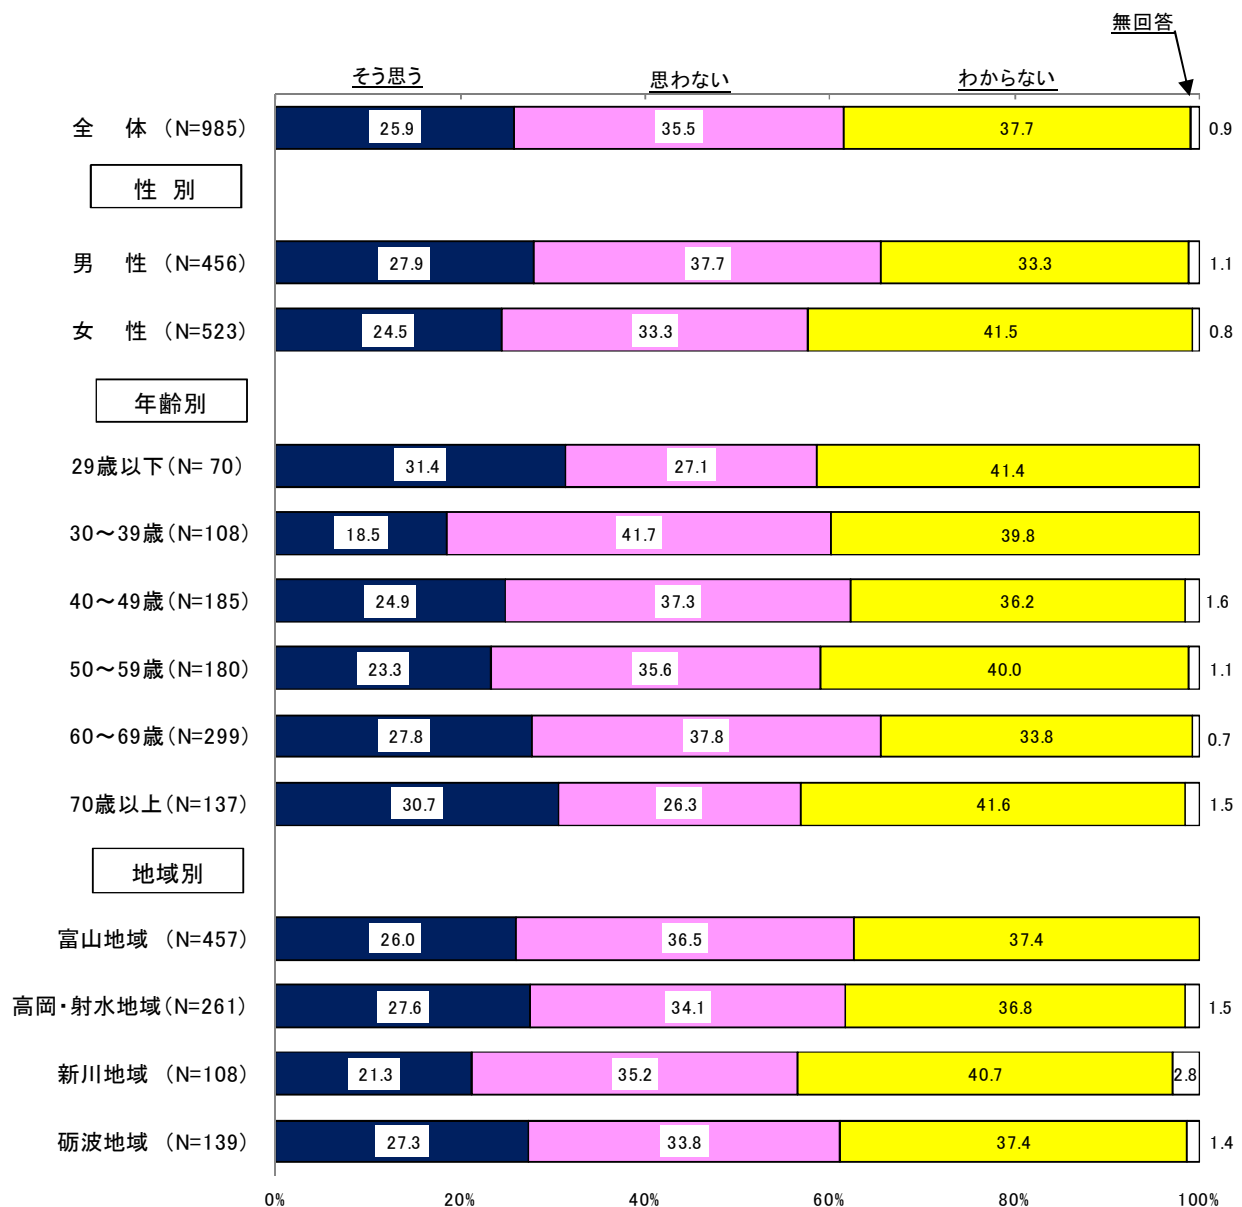 無回答
そう思う 思わない わからない
全 体 (N=985) 25.9 35.5 37.7 0.9
性 別
男 性 (N=456) 27.9 37.7 33.3 1.1
女 性 (N=523) 24.5 33.3 41.5 0.8
年齢別
29歳以下(N= 70) 31.4 27.1 41.4
30～39歳(N=108) 18.5 41.7 39.8
40～49歳(N=185) 24.9 37.3 36.2 1.6
50～59歳(N=180) 23.3 35.6 40.0 1.1
60～69歳(N=299) 27.8 37.8 33.8 0.7
70歳以上(N=137) 30.7 26.3 41.6 1.5
地域別
富山地域 (N=457) 26.0 36.5 37.4
高岡・射水地域(N=261) 27.6 34.1 36.8 1.5
新川地域 (N=108) 21.3 35.2 40.7 2.8
砺波地域 (N=139) 27.3 33.8 37.4 1.4
0% 20% 40% 60% 80% 100%